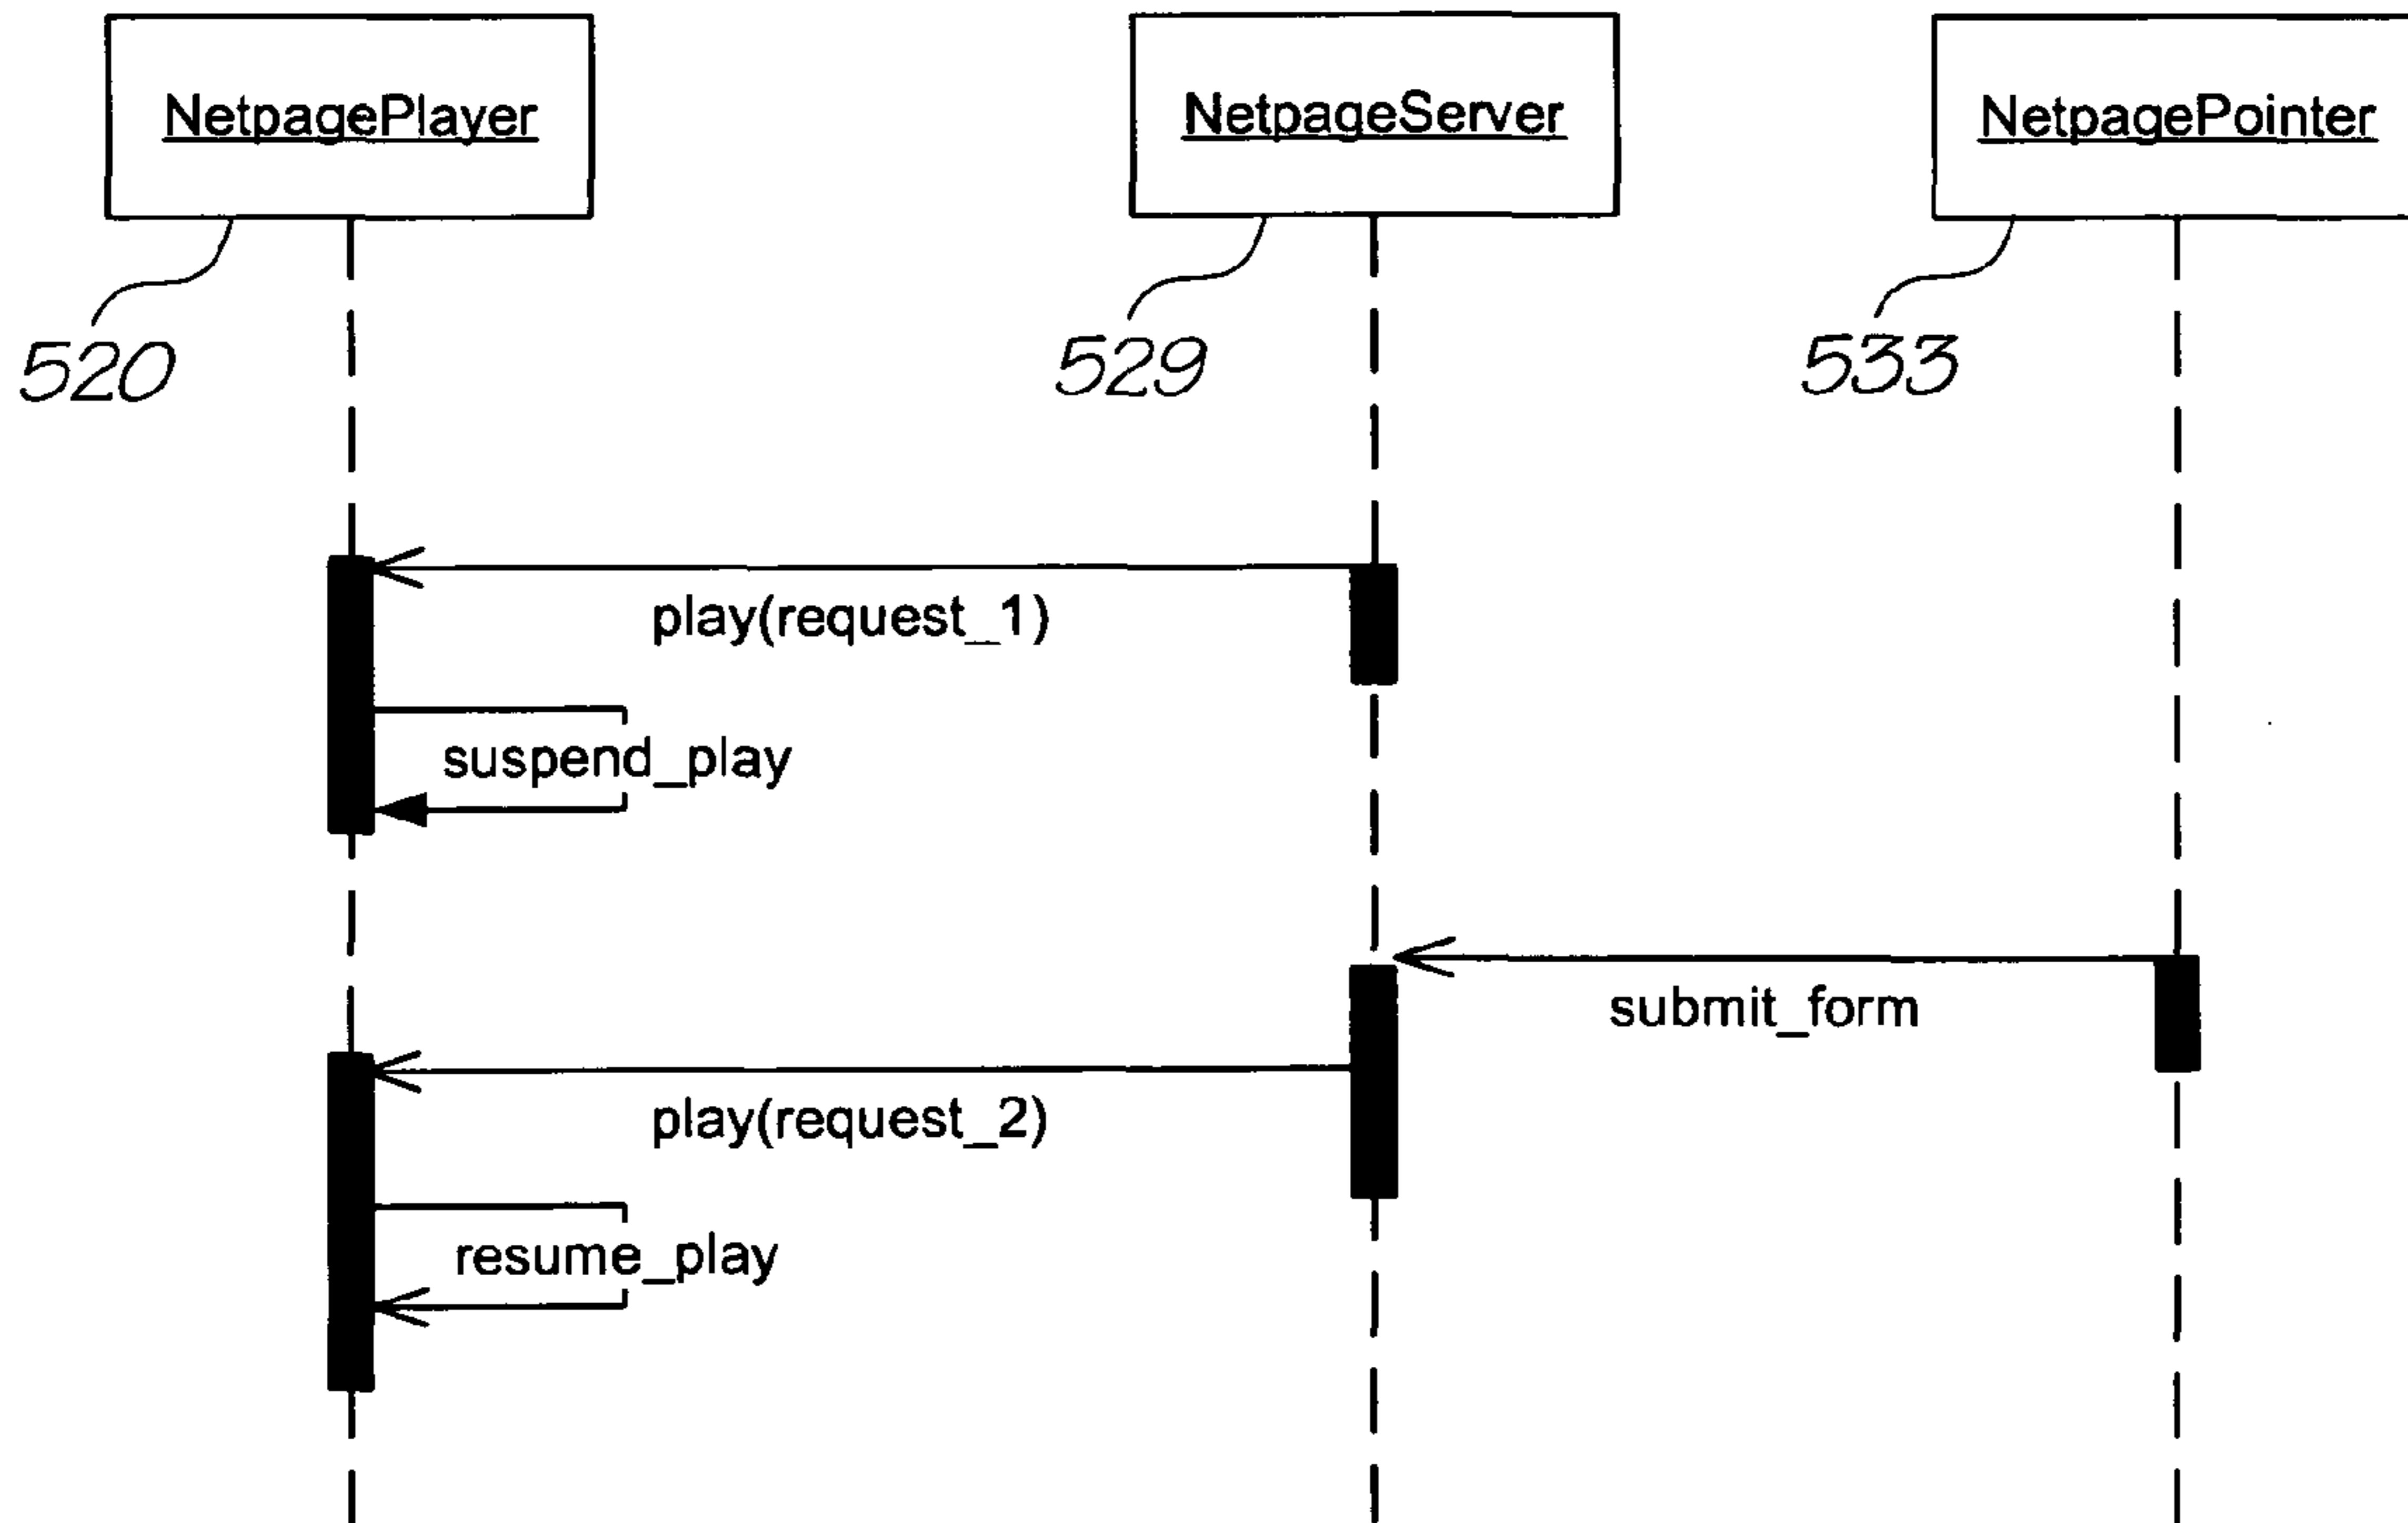 NetpagePlayer
NetpageServer
NetpagePointer
520
529
533
play(request_1)
suspend_play
submit_form
play(request_2)
resume_play